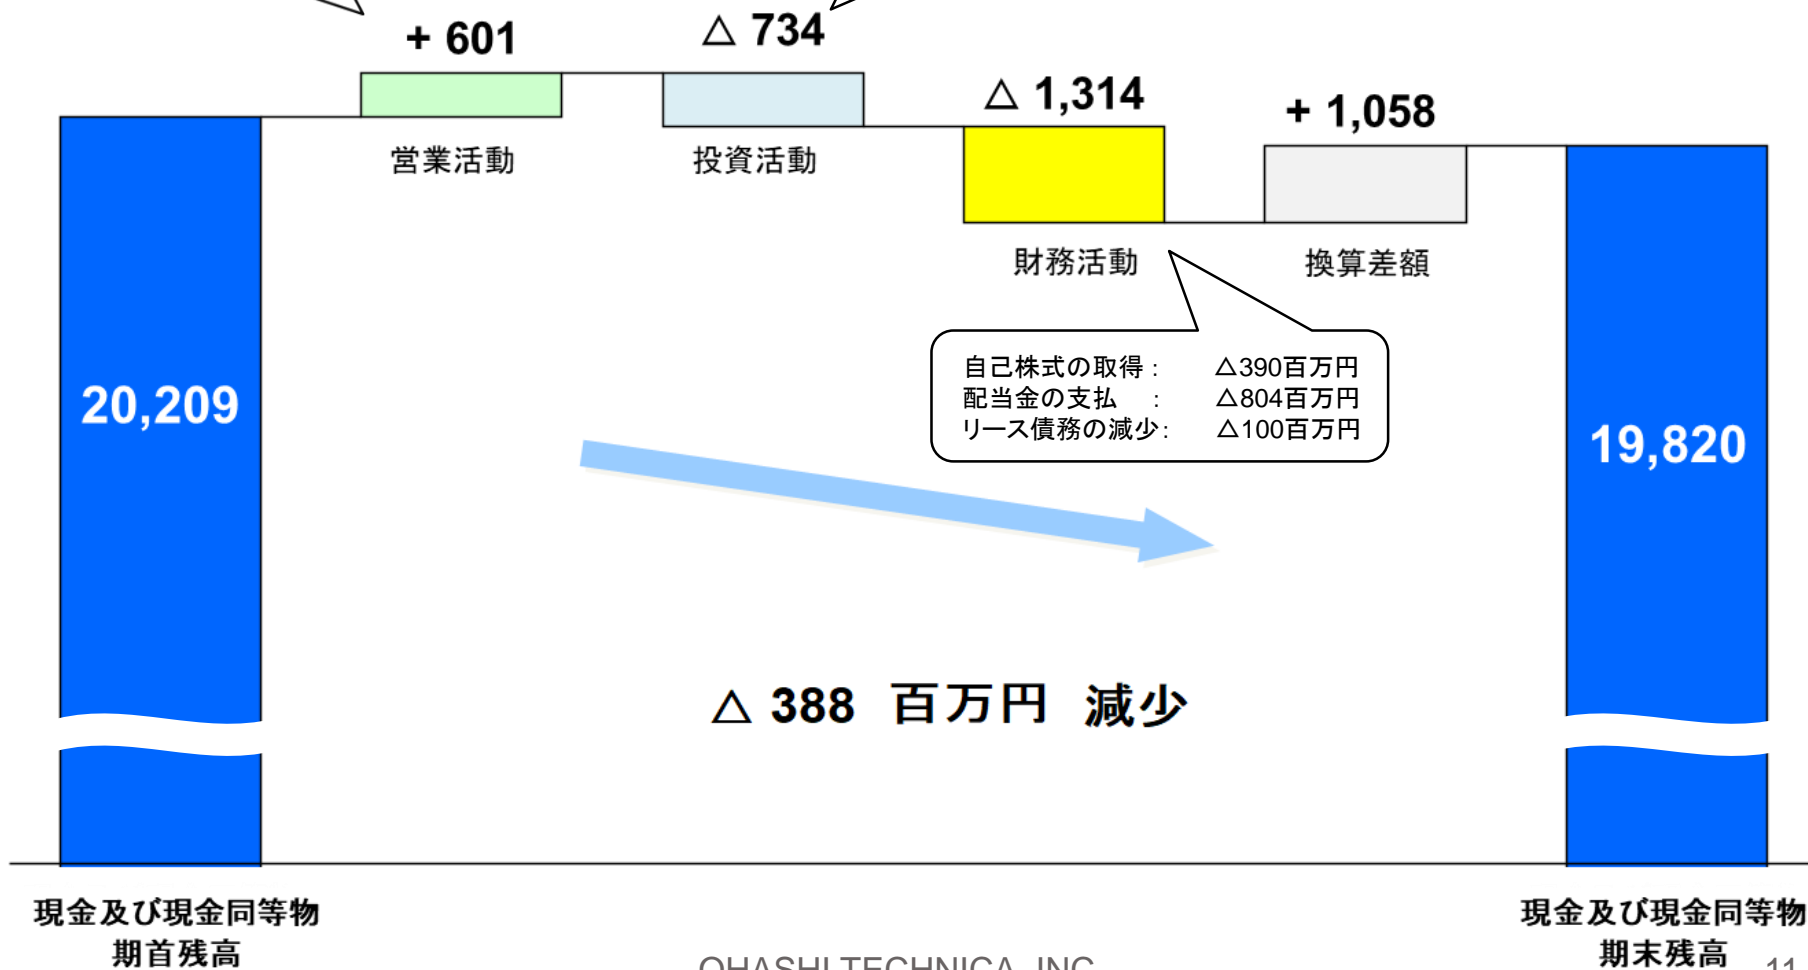 + 601
△ 734
△ 1,314
+ 1,058
営業活動
投資活動
財務活動
換算差額
自己株式の取得 : △390百万円
配当金の支払 : △804百万円
リース債務の減少: △100百万円
20,209
19,820
△ 388 百万円 減少
現金及び現金同等物
期首残高
現金及び現金同等物
期末残高
OHASHI TECHNICA, INC
11